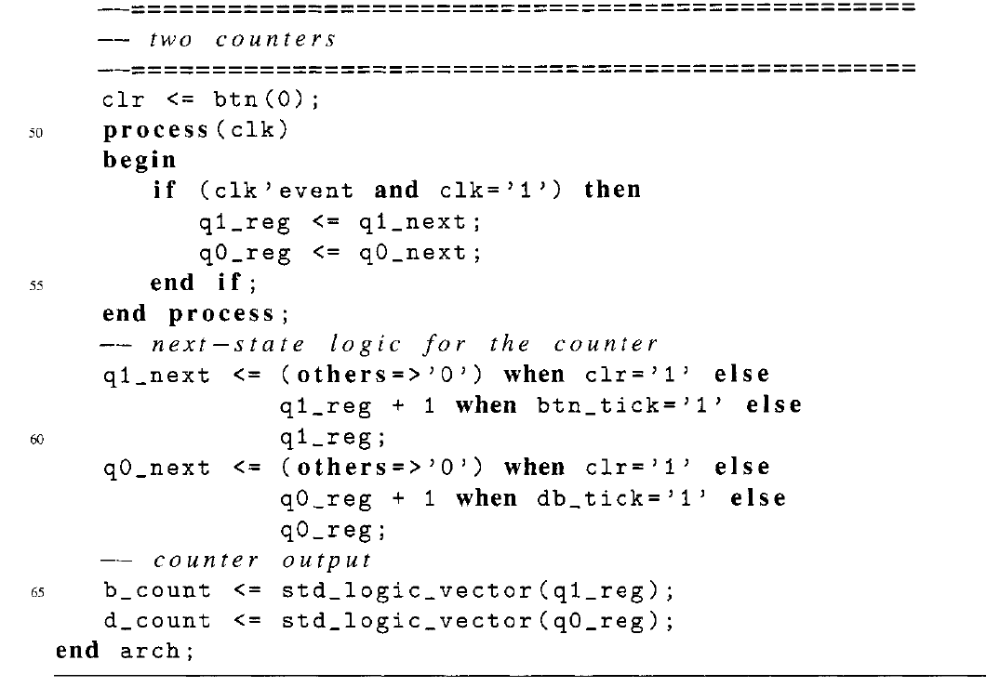 --=================================================
-- two counters
--=================================================
clr <= btn(0);
50 process(clk)
begin
if (clk'event and clk='1') then
q1_reg <= q1_next;
q0_reg <= q0_next;
55 end if;
end process;
-- next-state logic for the counter
q1_next <= (others=>'0') when clr='1' else
q1_reg + 1 when btn_tick='1' else
60 q1_reg;
q0_next <= (others=>'0') when clr='1' else
q0_reg + 1 when db_tick='1' else
q0_reg;
-- counter output
65 b_count <= std_logic_vector(q1_reg);
d_count <= std_logic_vector(q0_reg);
end arch;